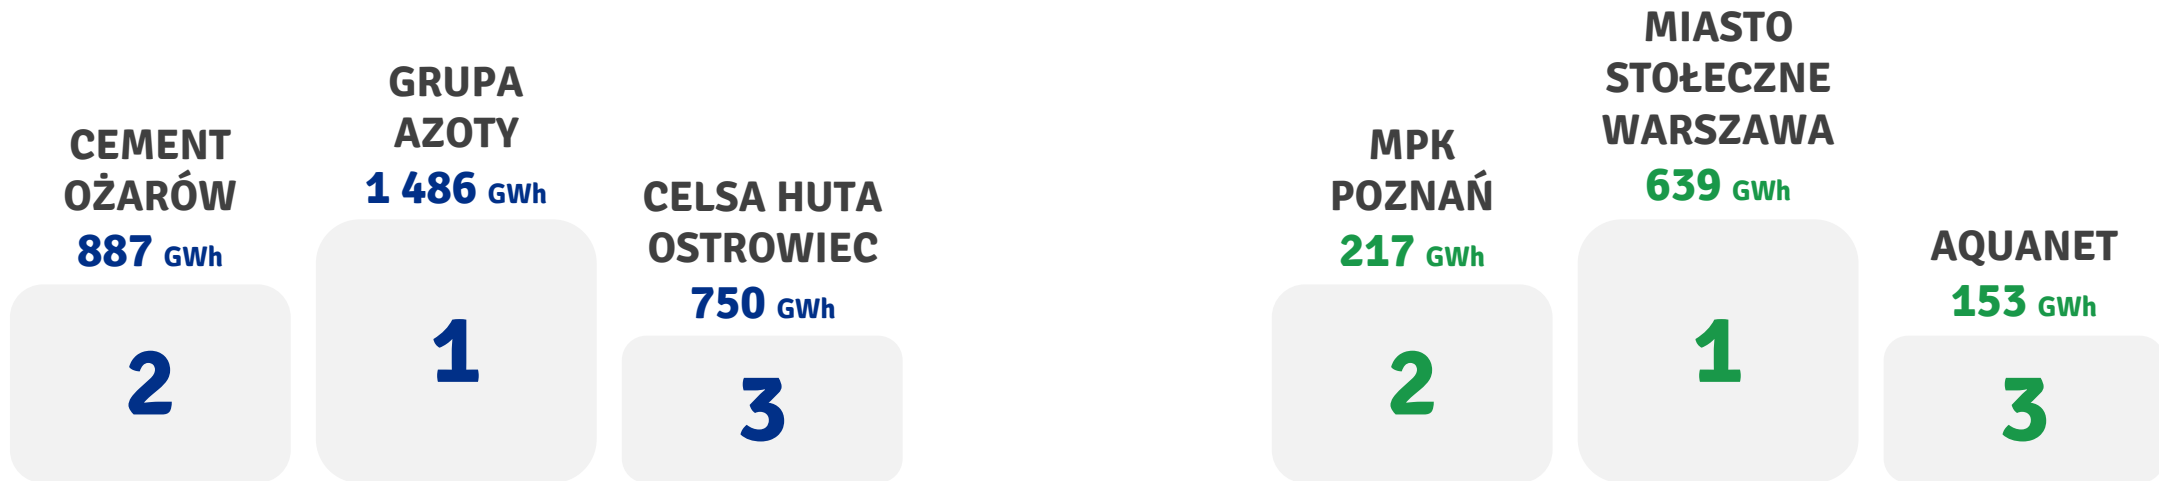 CEMENT
OŻARÓW
887 GWh
2
GRUPA
AZOTY
1 486 GWh
1
CELSA HUTA
OSTROWIEC
750 GWh
3
MPK
POZNAŃ
217 GWh
2
MIASTO
STOŁECZNE
WARSZAWA
639 GWh
1
AQUANET
153 GWh
3